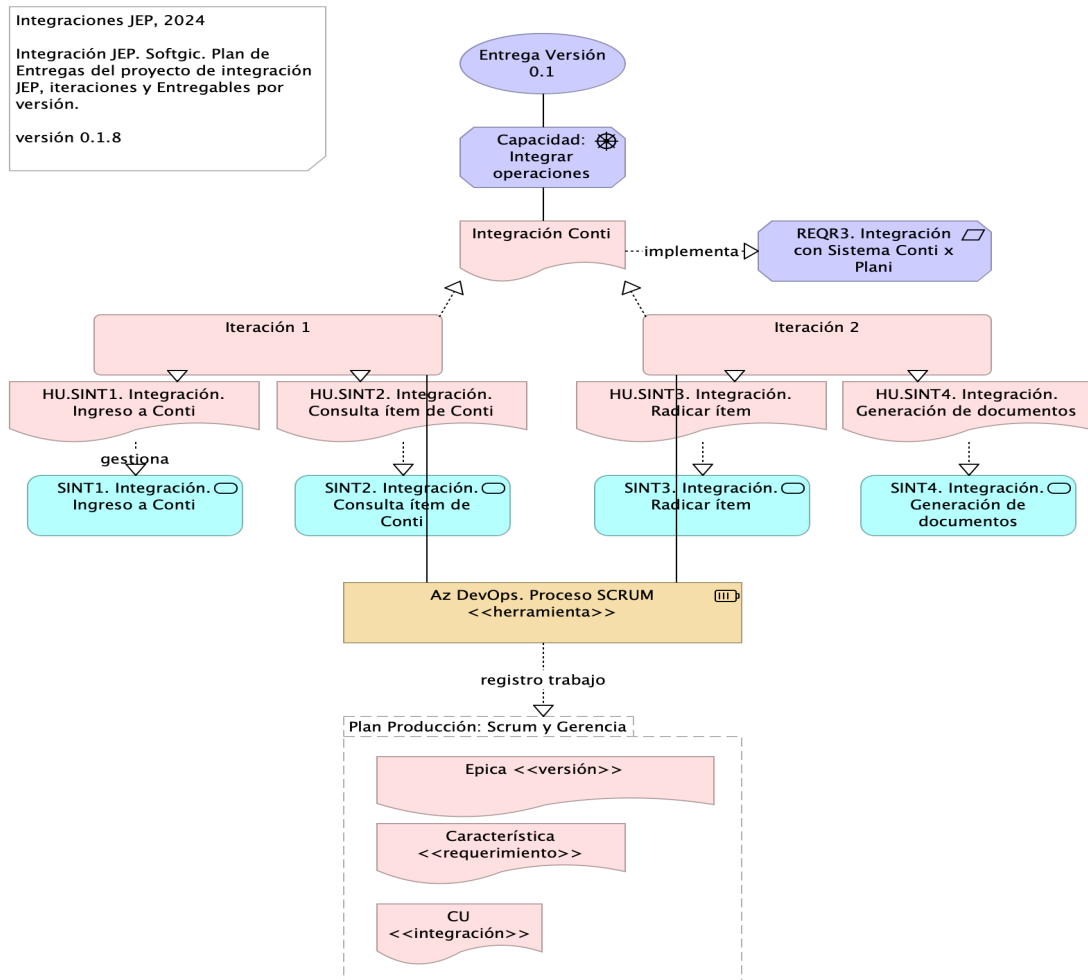 Integraciones JEP, 2024
Integración JEP. Softgic. Plan de
Entregas del proyecto de integración
JEP, iteraciones y Entregables por
versión.
versión 0.1.8
Entrega Versión
0.1
Capacidad:
Integrar
operaciones
Integración Conti
implementa
REQR3. Integración
con Sistema Conti x
Plani
Iteración 1
Iteración 2
HU.SINT1. Integración.
Ingreso a Conti
HU.SINT2. Integración.
Consulta ítem de Conti
HU.SINT3. Integración.
Radicar ítem
HU.SINT4. Integración.
Generación de documentos
gestiona
SINT1. Integración.
Ingreso a Conti
SINT2. Integración.
Consulta ítem de
Conti
SINT3. Integración.
Radicar ítem
SINT4. Integración.
Generación de
documentos
Az DevOps. Proceso SCRUM
<<herramienta>>
registro trabajo
Plan Producción: Scrum y Gerencia
Epica <<versión>>
Característica
<<requerimiento>>
CU
<<integración>>